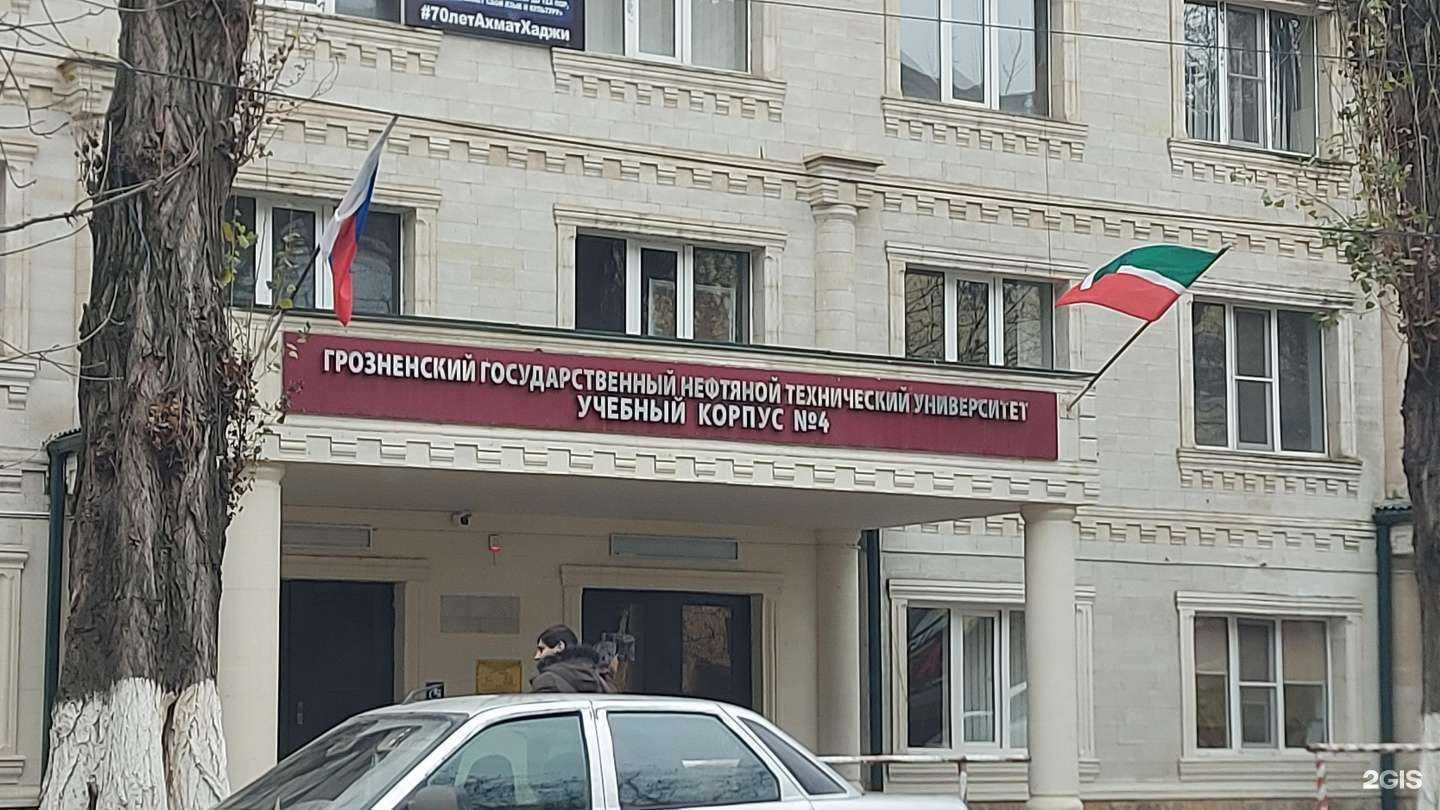 #70летАхматХаджи
ГРОЗНЕНСКИЙ ГОСУДАРСТВЕННЫЙ НЕФТЯНОЙ ТЕХНИЧЕСКИЙ УНИВЕРСИТЕТ
УЧЕБНЫЙ КОРПУС №4
2GIS